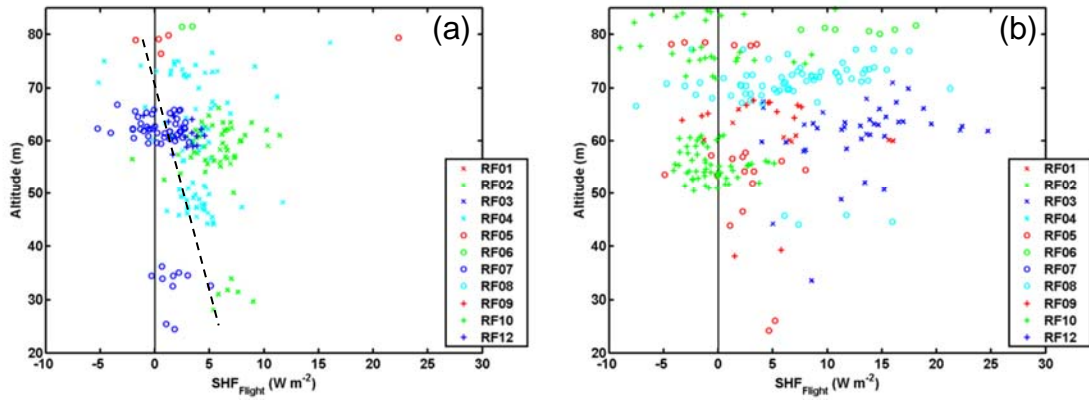 (a)
Altitude (m)
80
70
60
50
40
30
20
-10 -5 0 5 10 15 20 25 30
SHF_Flight (W m-2)
RF01
RF02
RF03
RF04
RF05
RF06
RF07
RF08
RF09
RF10
RF12
(b)
Altitude (m)
80
70
60
50
40
30
20
-10 -5 0 5 10 15 20 25 30
SHF_Flight (W m-2)
RF01
RF02
RF03
RF04
RF05
RF06
RF07
RF08
RF09
RF10
RF12